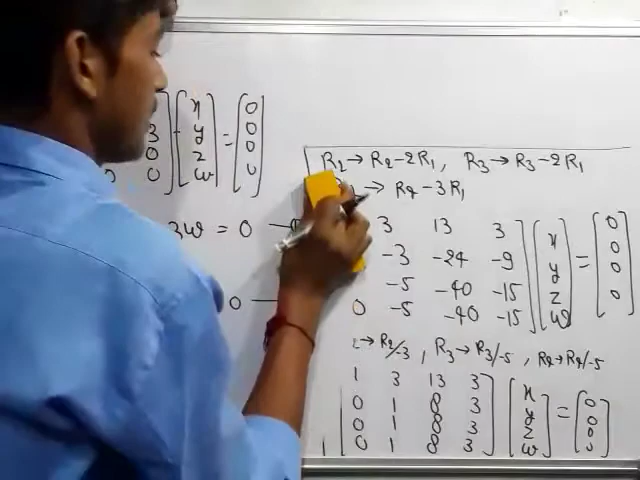 x 0
3 y = 0
0 z 0
0 0 w 0
3w = 0 —
0 —
R2 → R2-2R1, R3 → R3-2R1
→ R4-3R1
3 13 3 x 0
-3 -24 -9 y = 0
-5 -40 -15 z 0
0 -5 -40 -15 w 0
→ R2/-3, R3 → R3/-5, R4 → R4/-5
1 3 13 3 x 0
0 1 8 3 y = 0
0 1 8 3 z 0
0 1 8 3 w 0